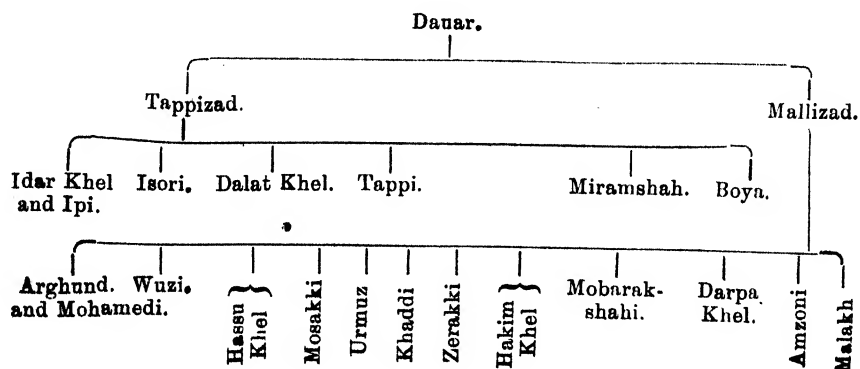 Dauar.
Tappizad.
Mallizad.
Idar Khel and Ipi.
Isori.
Dalat Khel.
Tappi.
Miramshah.
Boya.
Arghund. and Mohamedi.
Wuzi.
Hassu Khel
Mosakki
Urmuz
Khaddi
Zerakki
Hakim Khel
Mobarak-
shahi.
Darpa Khel.
Amzoni
Malakh